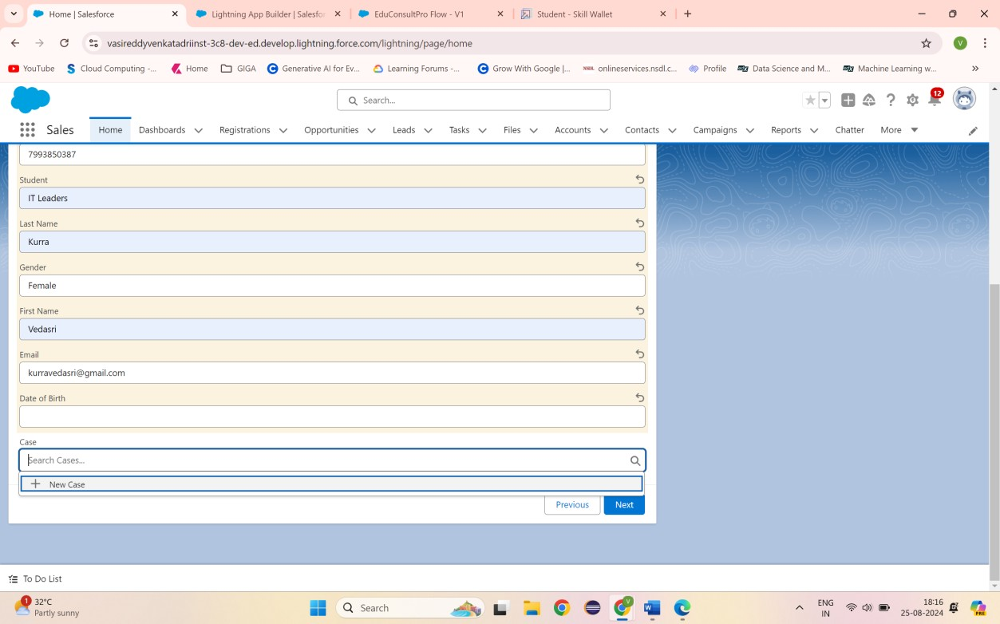 Home | Salesforce
Lightning App Builder | Salesfor
EduConsultPro Flow - V1
Student - Skill Wallet
vasireddyvenkatadriinst-3c8-dev-ed.develop.lightning.force.com/lightning/page/home
V
YouTube
Cloud Computing -...
Home
GIGA
Generative AI for Ev...
Learning Forums -...
Grow With Google |...
NSDL onlineservices.nsdl.c...
Profile
edX Data Science and M...
edX Machine Learning w...
»
Search...
12
Sales
Home
Dashboards
Registrations
Opportunities
Leads
Tasks
Files
Accounts
Contacts
Campaigns
Reports
Chatter
More
7993850387
Student
IT Leaders
Last Name
Kurra
Gender
Female
First Name
Vedasri
Email
kurravedasri@gmail.com
Date of Birth
Case
Search Cases...
New Case
Previous
Next
To Do List
1
32°C
Partly sunny
Search
V
ENG
IN
18:16
25-08-2024
PRE